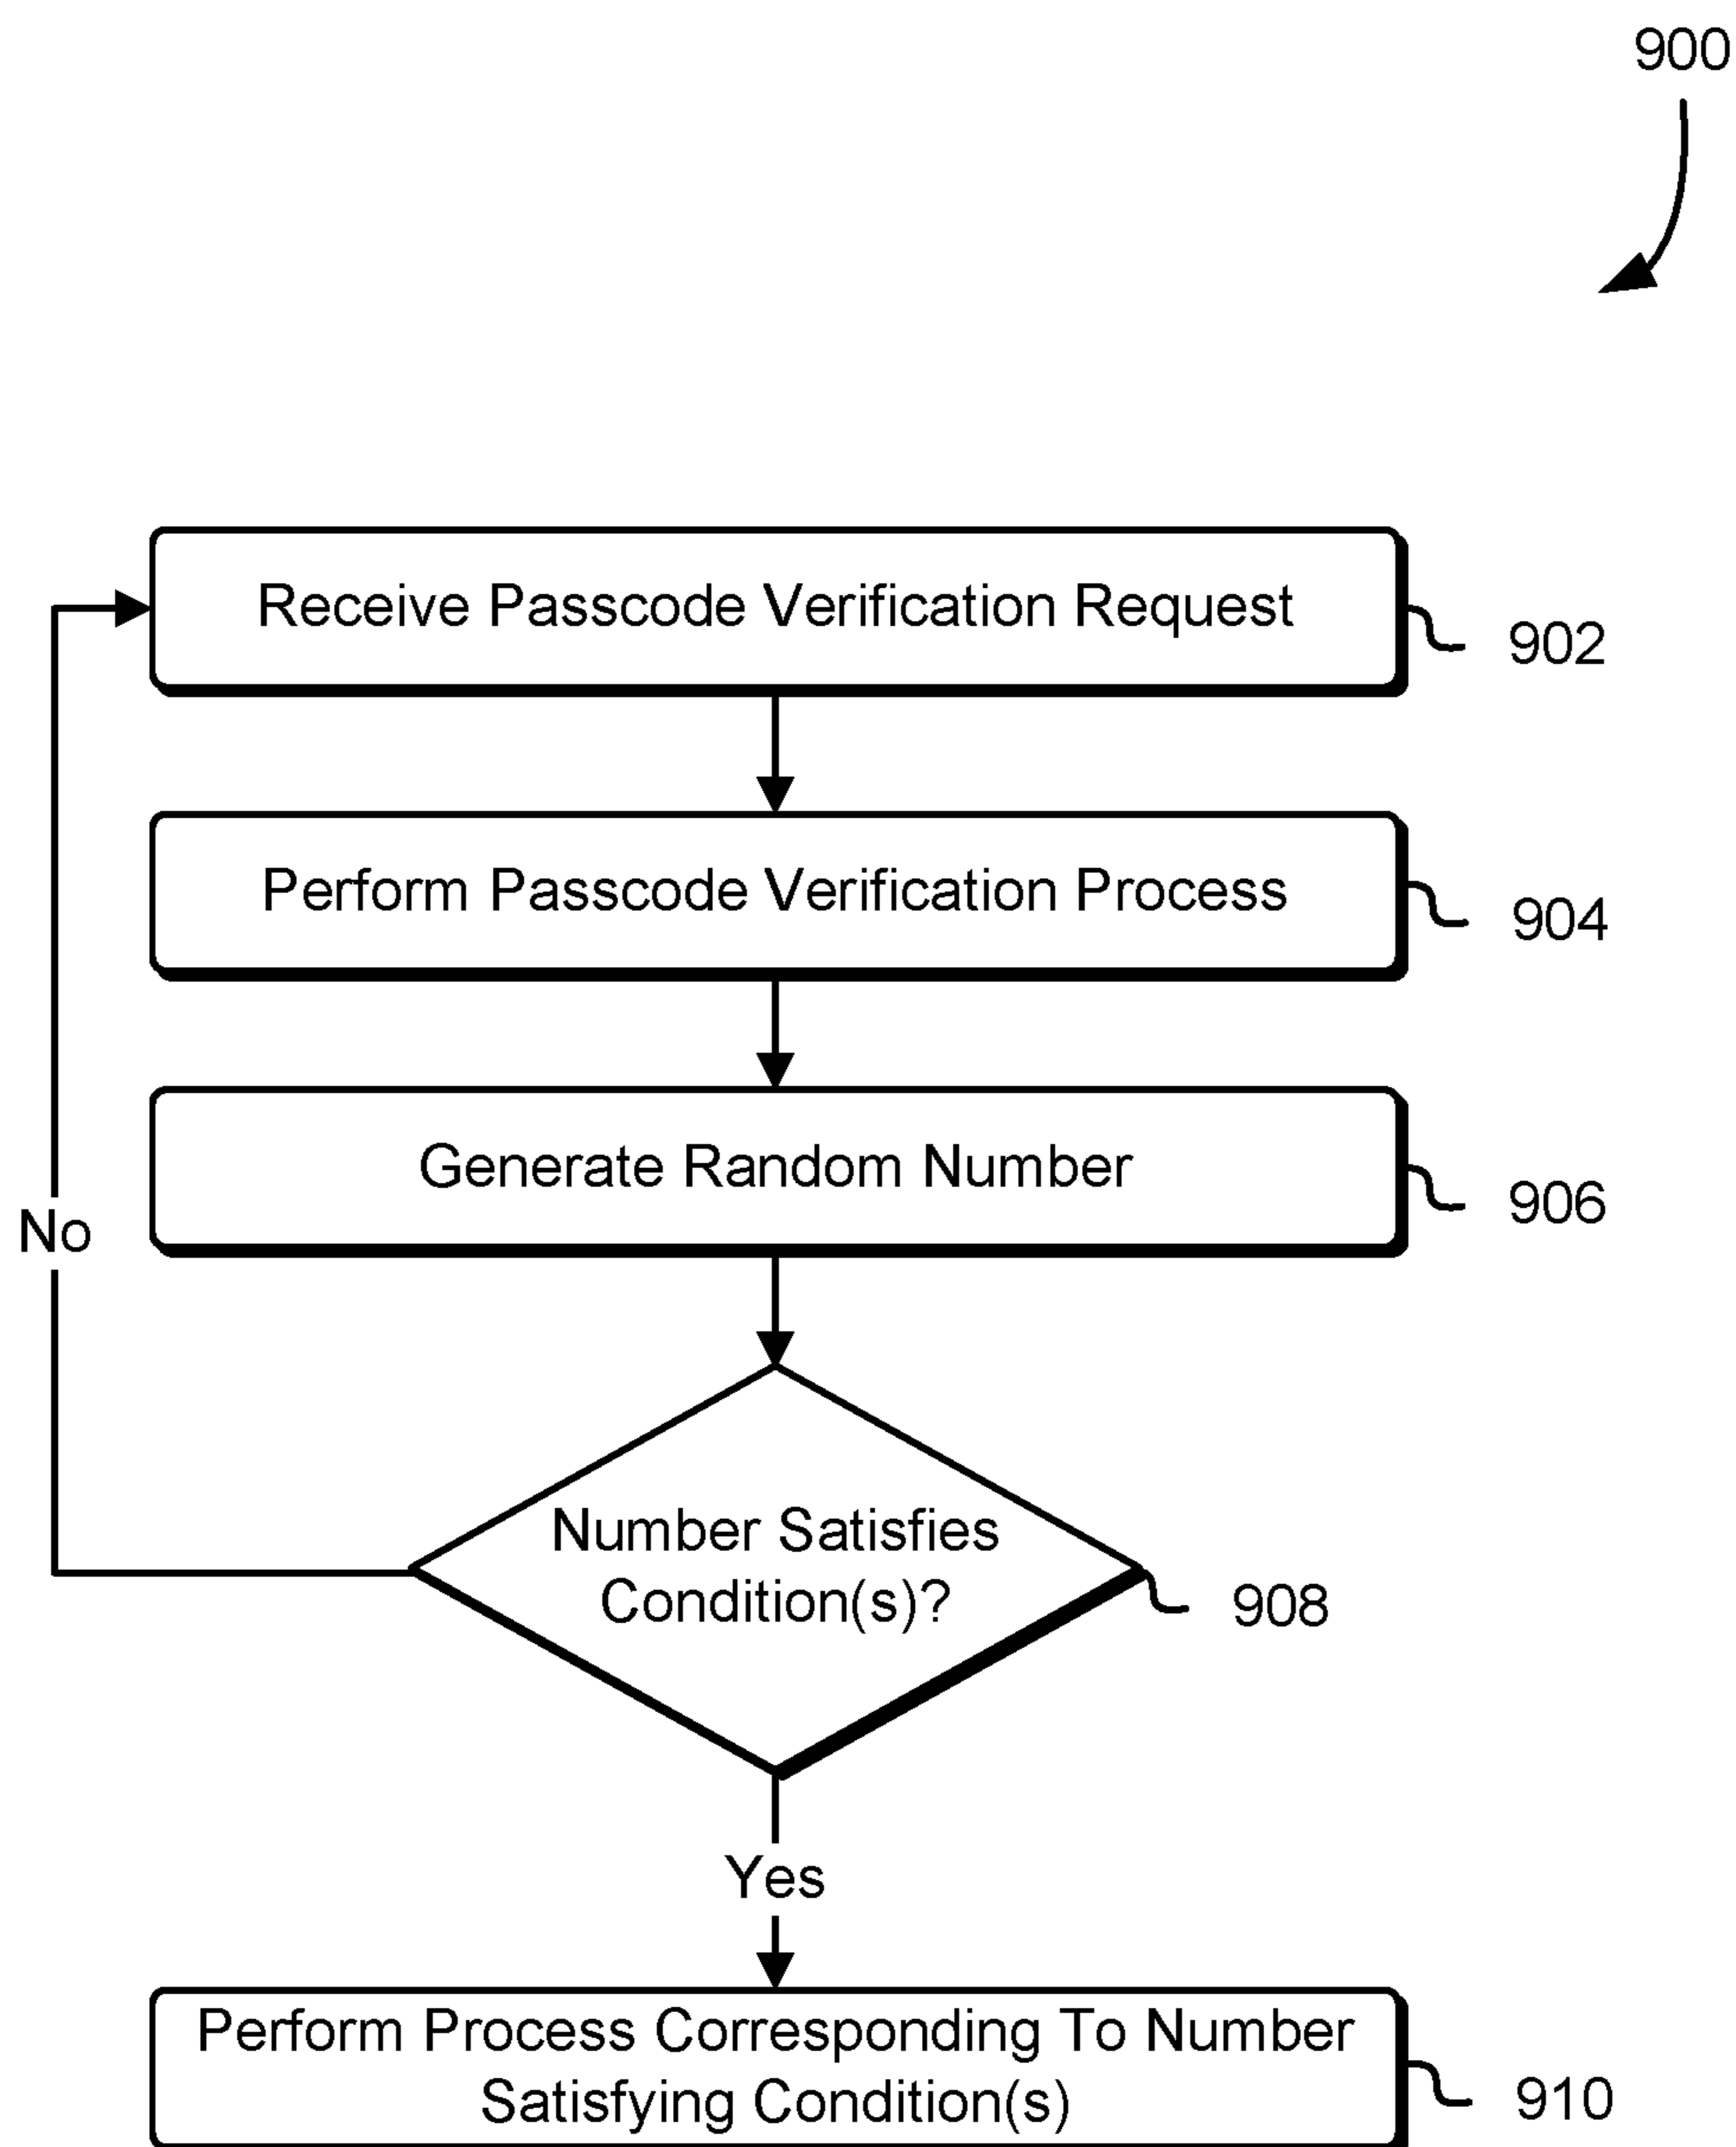 900
Receive Passcode Verification Request
902
Perform Passcode Verification Process
904
Generate Random Number
906
No
Number Satisfies
Condition(s)?
908
Yes
Perform Process Corresponding To Number
Satisfying Condition(s)
910